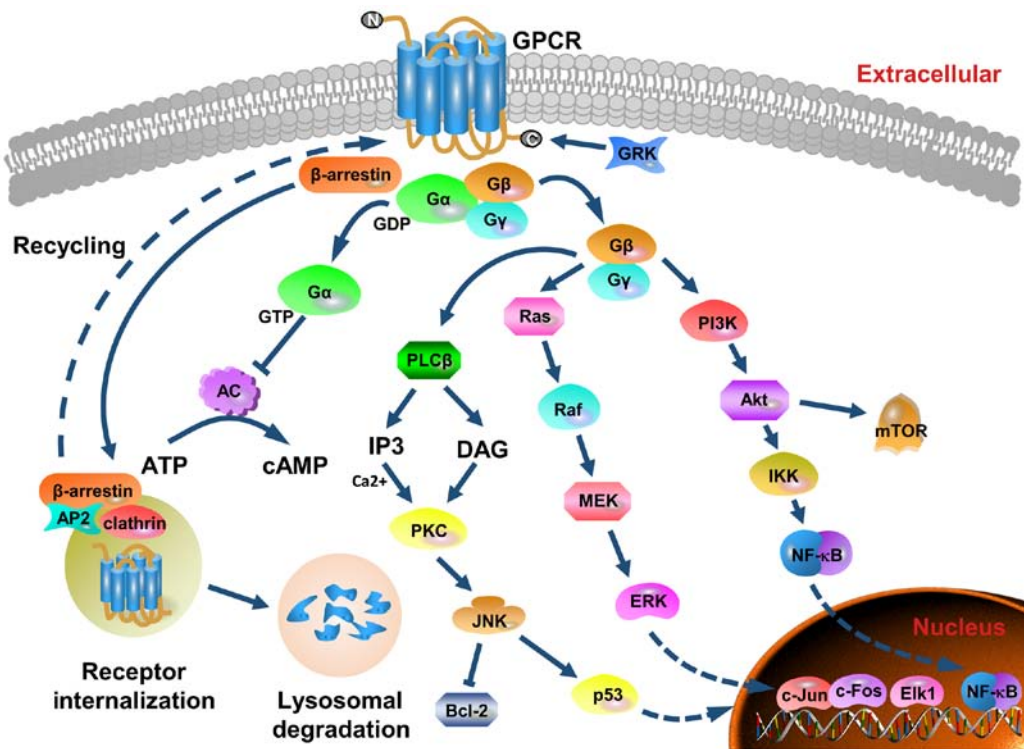 N
GPCR
Extracellular
C
GRK
β-arrestin
Gα
Gβ
Gγ
GDP
Recycling
Gβ
Gγ
Gα
GTP
Ras
PI3K
PLCβ
AC
Akt
Raf
mTOR
IP3
DAG
ATP
cAMP
Ca2+
IKK
β-arrestin
AP2
clathrin
MEK
PKC
NF-κB
ERK
JNK
Nucleus
Receptor
internalization
Lysosomal
degradation
Bcl-2
p53
c-Jun
c-Fos
Elk1
NF-κB